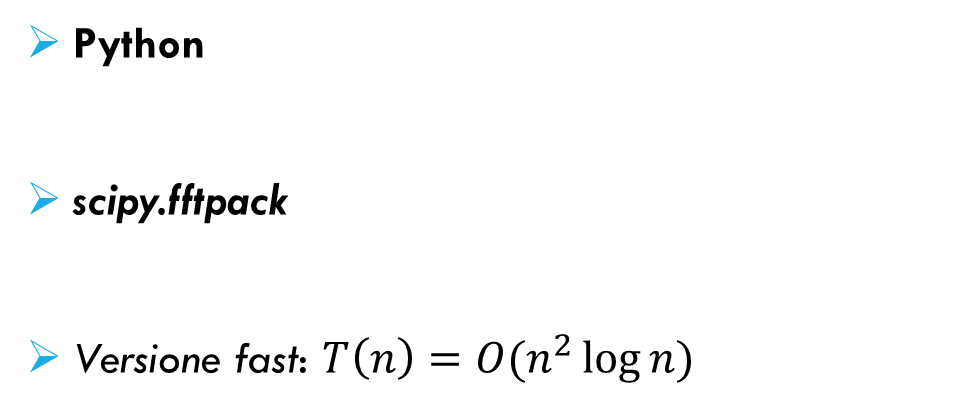 Python
scipy.fftpack
Versione fast: T(n) = O(n² log n)